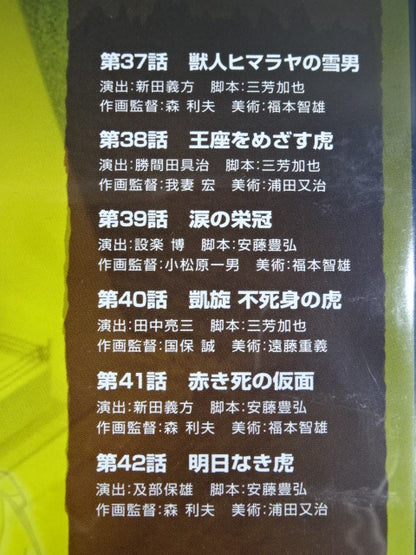 第37話 獣人ヒマラヤの雪男
演出:新田義方 脚本:三芳加也
作画監督:森 利夫 美術:福本智雄
第38話 王座をめざす虎
演出:勝間田具治 脚本:三芳加也
作画監督:我妻 宏 美術:浦田又治
第39話 涙の栄冠
演出:設楽 博 脚本:安藤豊弘
作画監督:小松原一男 美術:福本智雄
第40話 凱旋 不死身の虎
演出:田中亮三 脚本:三芳加也
作画監督:国保 誠 美術:遠藤重義
第41話 赤き死の仮面
演出:新田義方 脚本:安藤豊弘
作画監督:森 利夫 美術:福本智雄
第42話 明日なき虎
演出:及部保雄 脚本:安藤豊弘
作画監督:森 利夫 美術:浦田又治